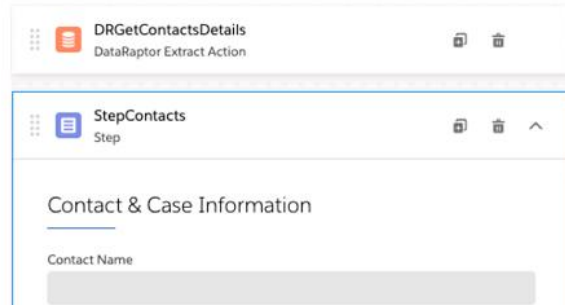 DRGetContactsDetails
DataRaptor Extract Action
StepContacts
Step
Contact & Case Information
Contact Name